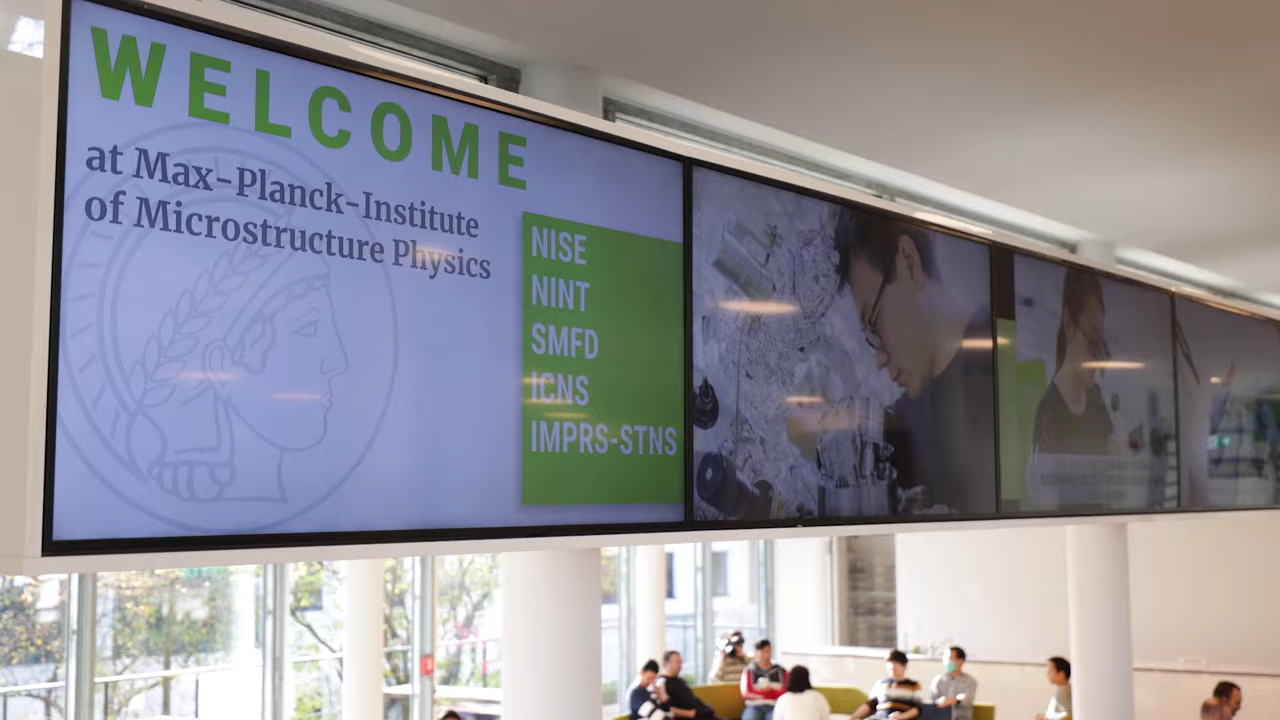 WELCOME
at Max-Planck-Institute
of Microstructure Physics
NISE
NINT
SMFD
ICNS
IMPRS-STNS